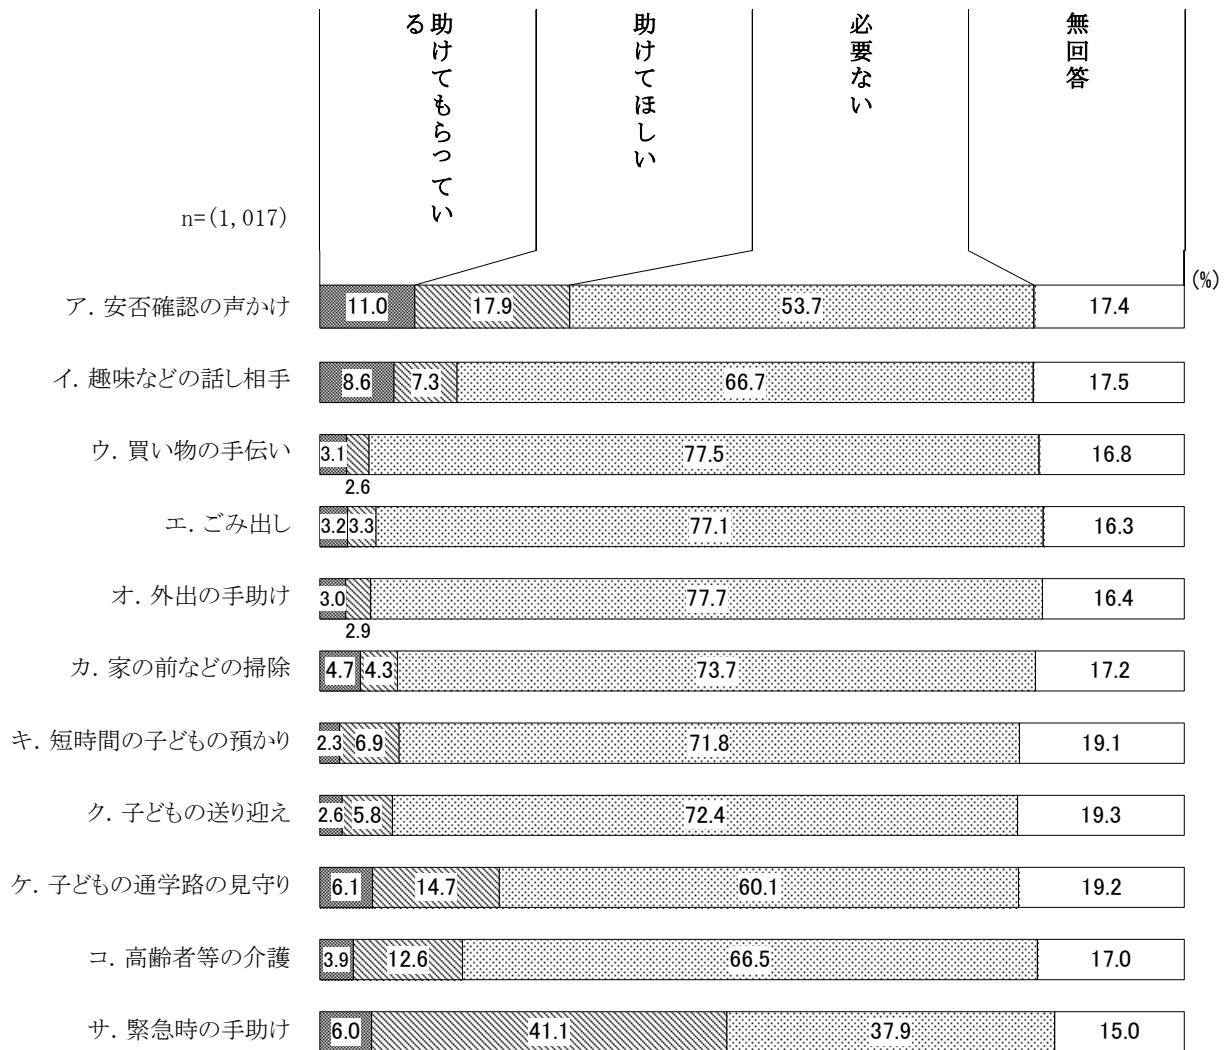 助けてもらってい
る
助けてほしい
必要ない
無回答
n=(1,017)
(%)
ア. 安否確認の声かけ 11.0 17.9 53.7 17.4
イ. 趣味などの話し相手 8.6 7.3 66.7 17.5
ウ. 買い物の手伝い 3.1 77.5 16.8
2.6
エ. ごみ出し 3.2 3.3 77.1 16.3
オ. 外出の手助け 3.0 77.7 16.4
2.9
カ. 家の前などの掃除 4.7 4.3 73.7 17.2
キ. 短時間の子どもの預かり 2.3 6.9 71.8 19.1
ク. 子どもの送り迎え 2.6 5.8 72.4 19.3
ケ. 子どもの通学路の見守り 6.1 14.7 60.1 19.2
コ. 高齢者等の介護 3.9 12.6 66.5 17.0
サ. 緊急時の手助け 6.0 41.1 37.9 15.0